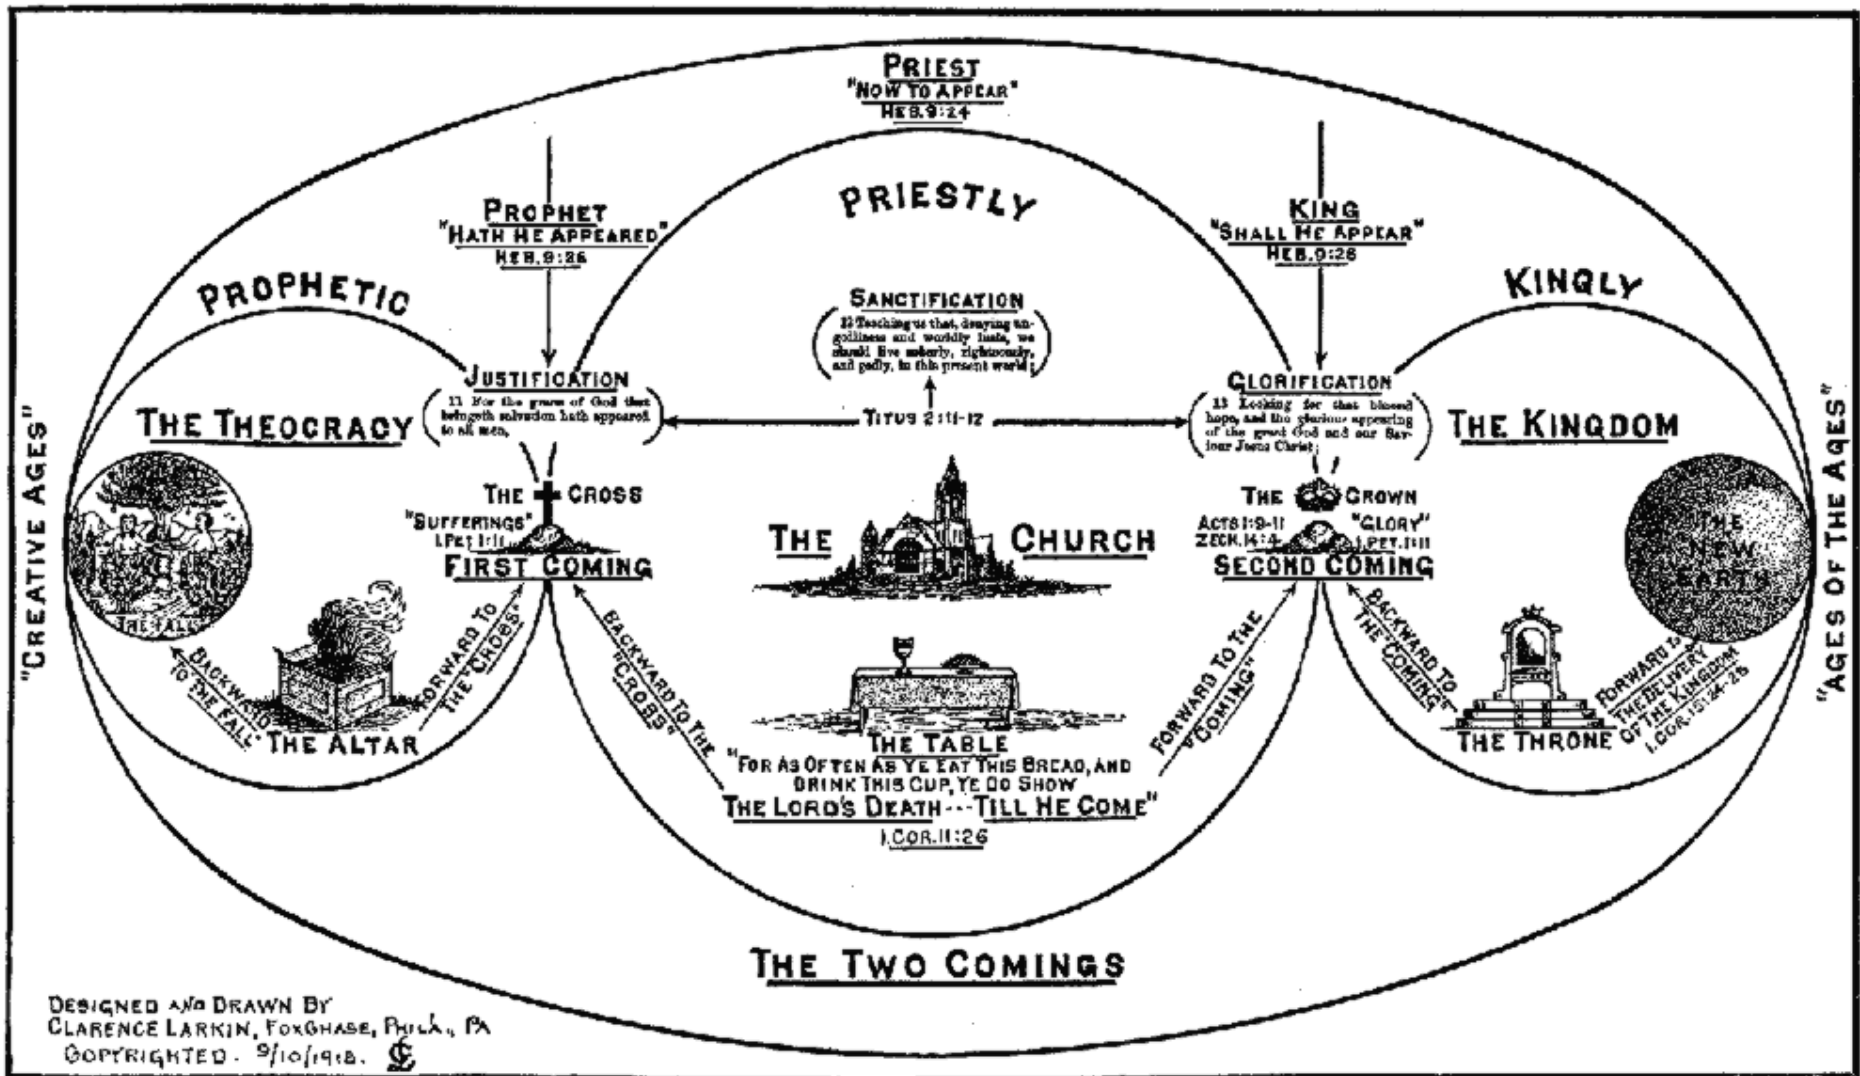 PRIEST
"NOW TO APPEAR"
HEB. 9:24
PRIESTLY
PROPHET
"HATH HE APPEARED"
HEB. 9:26
KING
"SHALL HE APPEAR"
HEB. 9:28
PROPHETIC
KINGLY
SANCTIFICATION
12 Teaching us that, denying un-
godliness and worldly lusts, we
should live soberly, righteously,
and godly, in this present world;
JUSTIFICATION
11 For the grace of God that
bringeth salvation hath appeared
to all men,
TITUS 2:11-12
GLORIFICATION
13 Looking for that blessed
hope, and the glorious appearing
of the great God and our Sav-
iour Jesus Christ;
"CREATIVE AGES"
THE THEOCRACY
THE KINGDOM
"AGES OF THE AGES"
THE CROSS
"SUFFERINGS"
1. PET. 1:11
FIRST COMING
THE CHURCH
THE CROWN
ACTS 1:9-11
ZECH. 14:4
"GLORY"
1. PET. 1:11
SECOND COMING
THE FALL
THE
NEW
EARTH
BACKWARD
TO THE FALL"
THE ALTAR
FORWARD TO
THE "CROSS"
BACKWARD TO THE
"CROSS"
THE TABLE
"FOR AS OFTEN AS YE EAT THIS BREAD, AND
DRINK THIS CUP, YE DO SHOW
THE LORD'S DEATH---TILL HE COME"
1. COR. 11:26
FORWARD TO THE
"COMING"
BACKWARD TO
THE "COMING"
THE THRONE
FORWARD TO
THE DELIVERY
OF THE KINGDOM
1. COR. 15:24-28
THE TWO COMINGS
DESIGNED AND DRAWN BY
CLARENCE LARKIN, FOXCHASE, PHILA., PA
COPYRIGHTED. 9/10/1918.